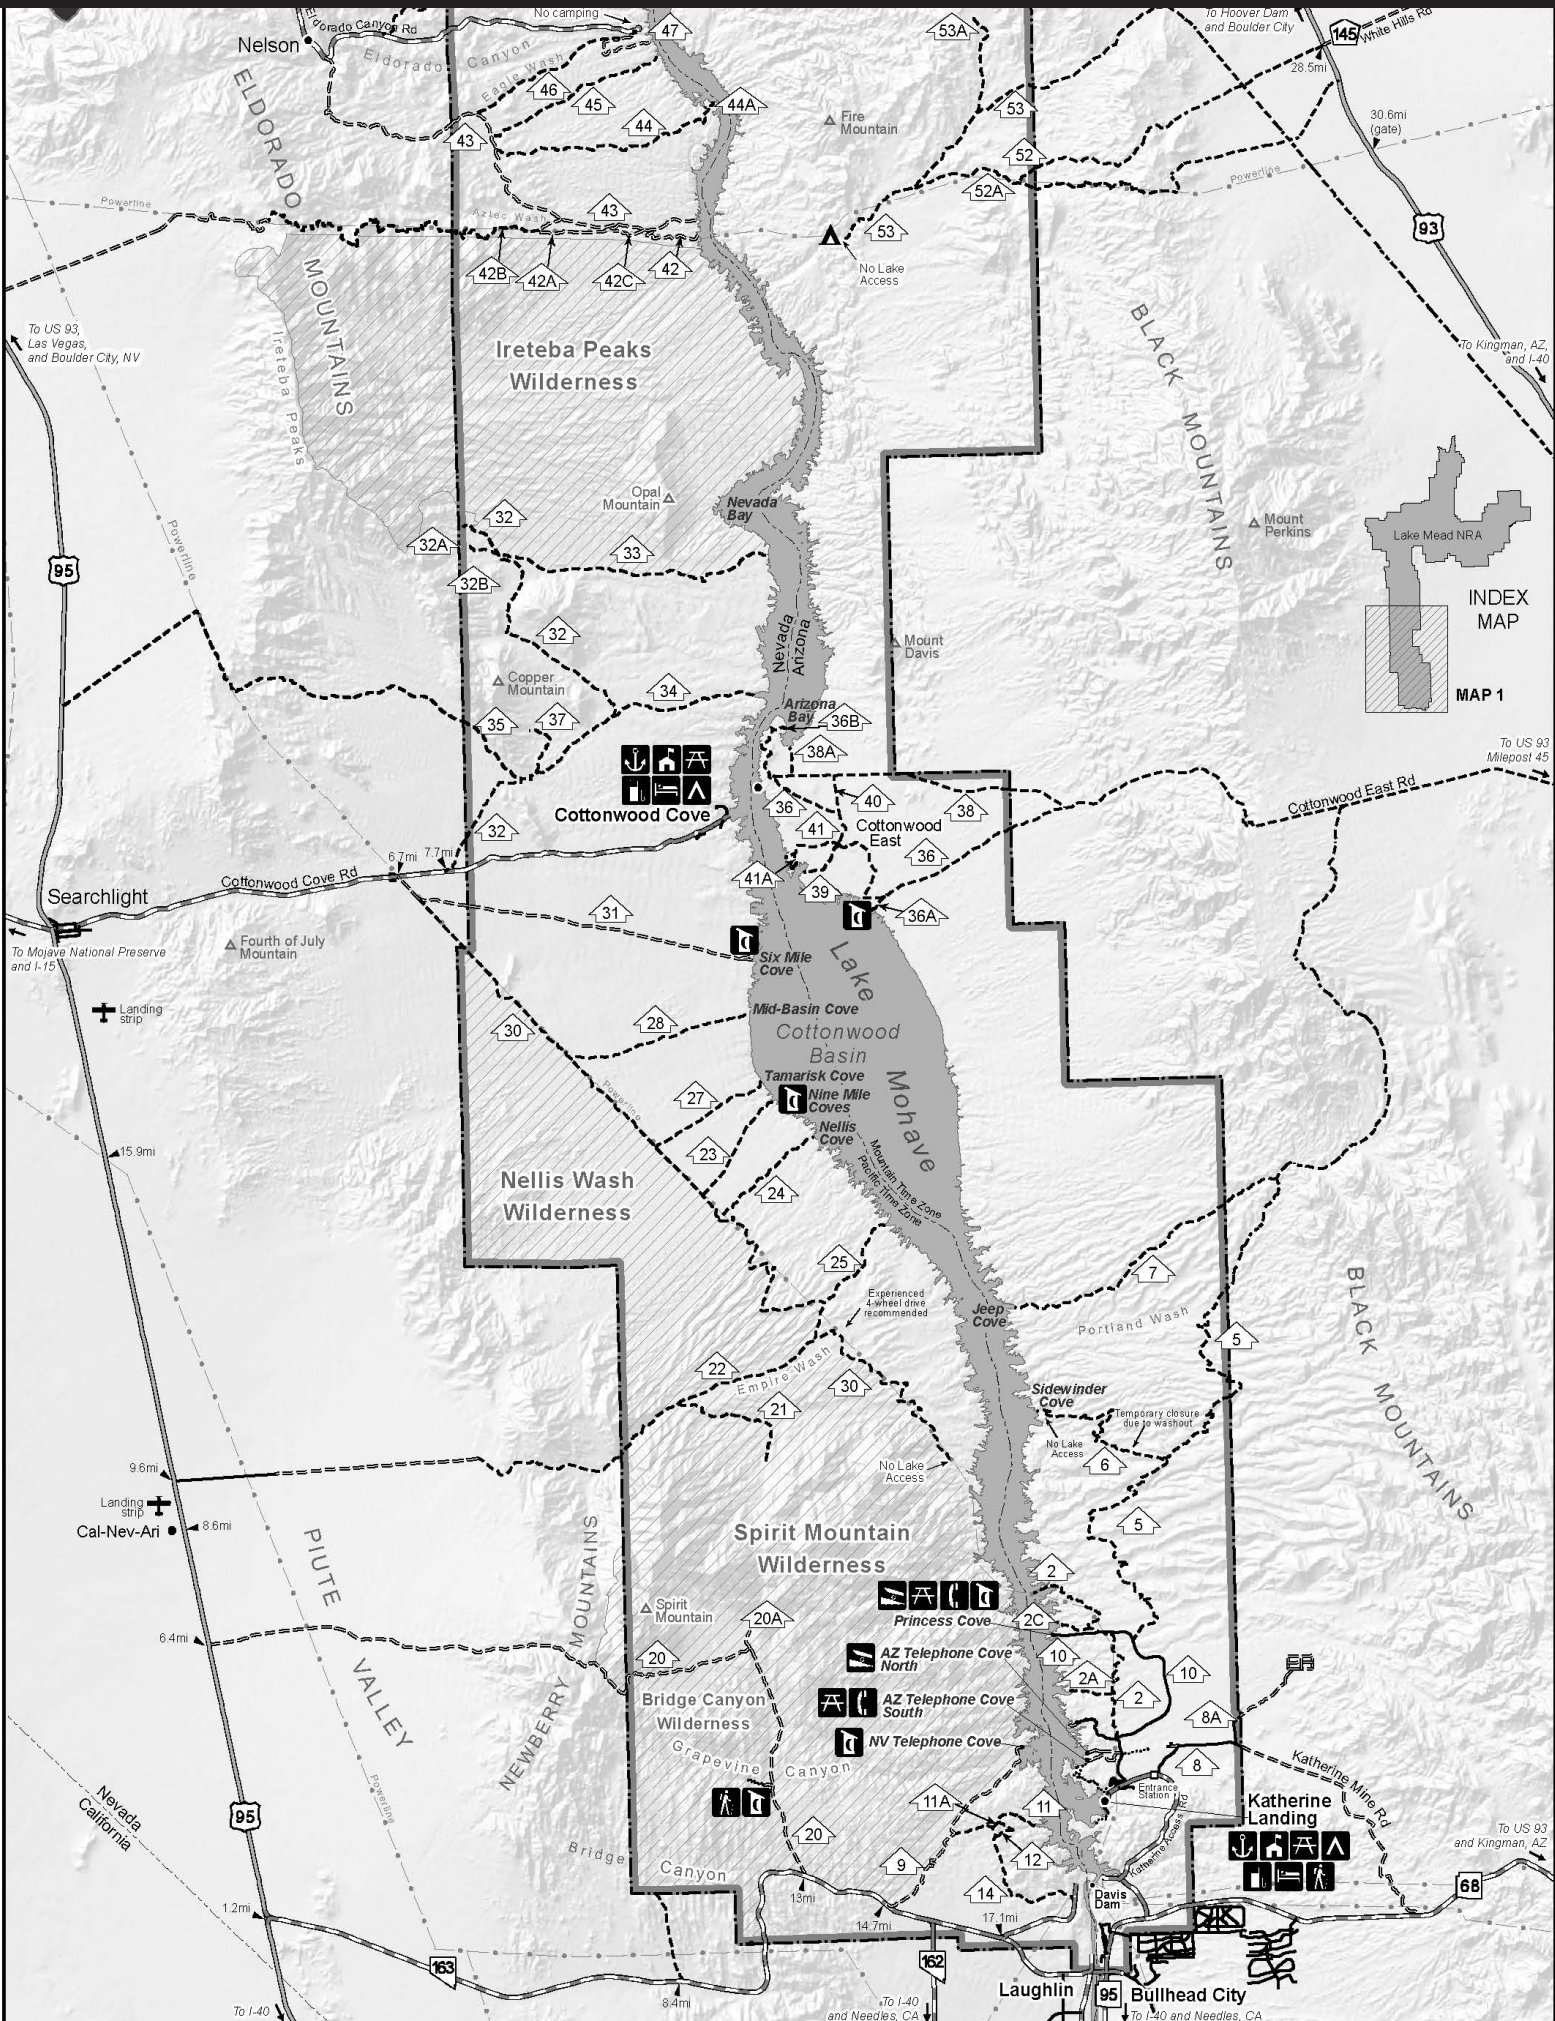 To Hoover Dam
and Boulder City
No camping
47
53A
145
White Hills Rd
Eldorado Canyon Rd
Nelson
Eldorado Canyon
Eagle Wash
28.5mi
46
45
44A
53
44
43
Fire
Mountain
30.6mi
(gate)
52
52A
Powerline
ELDORADO
MOUNTAINS
Powerline
Aztec Wash
43
53
93
No Lake
Access
42B
42A
42C
42
To US 93,
Las Vegas,
and Boulder City, NV
Ireteba Peaks
Ireteba Peaks
Wilderness
BLACK
MOUNTAINS
To Kingman, AZ,
and I-40
Opal
Mountain
Nevada
Bay
Mount
Perkins
Lake Mead NRA
INDEX
MAP
MAP 1
Powerline
32
32A
33
32B
95
32
Nevada
Arizona
Mount
Davis
Copper
Mountain
34
35
37
Arizona
Bay
36B
38A
To US 93
Milepost 45
Cottonwood East Rd
Cottonwood Cove
36
40
38
41
Cottonwood
East
32
36
6.7mi
7.7mi
Cottonwood Cove Rd
Searchlight
41A
39
36A
31
To Mojave National Preserve
and I-15
Fourth of July
Mountain
Six Mile
Cove
Lake
Mohave
Landing
strip
30
28
Mid-Basin Cove
Cottonwood
Basin
Tamarisk Cove
Nine Mile
Coves
Nellis
Cove
Powerline
27
23
15.9mi
Mountain Time Zone
Pacific Time Zone
Nellis Wash
Wilderness
24
25
7
Experienced
4-wheel drive
recommended
Jeep
Cove
Portland Wash
BLACK
MOUNTAINS
5
22
Empire Wash
30
21
Sidewinder
Cove
Temporary closure
due to washout
No Lake
Access
6
No Lake
Access
9.6mi
Landing
strip
Cal-Nev-Ari
8.6mi
5
PIUTE
VALLEY
NEWBERRY
MOUNTAINS
Spirit Mountain
Wilderness
2
Princess Cove
2C
Spirit
Mountain
20A
6.4mi
20
AZ Telephone Cove
North
10
2A
10
2
Bridge Canyon
Wilderness
AZ Telephone Cove
South
8A
NV Telephone Cove
Grapevine Canyon
8
Katherine Mine Rd
Entrance
Station
Katherine Access Rd
Katherine
Landing
Nevada
California
Powerline
95
11A
11
20
12
9
Bridge Canyon
14
To US 93
and Kingman, AZ
68
Davis
Dam
13mi
14.7mi
17.1mi
1.2mi
163
162
8.4mi
Laughlin
95
Bullhead City
To I-40
To I-40
and Needles, CA
To I-40 and Needles, CA